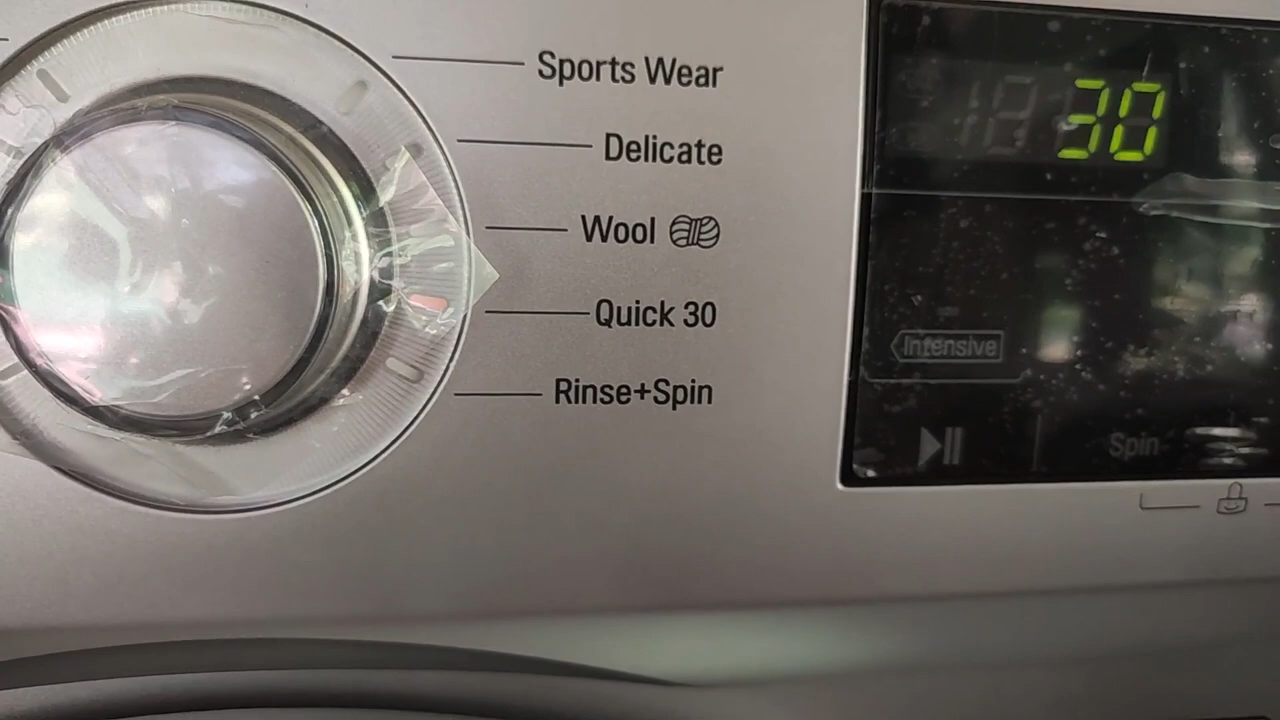 Sports Wear
Delicate
Wool
Quick 30
Rinse+Spin
30
Intensive
Spin